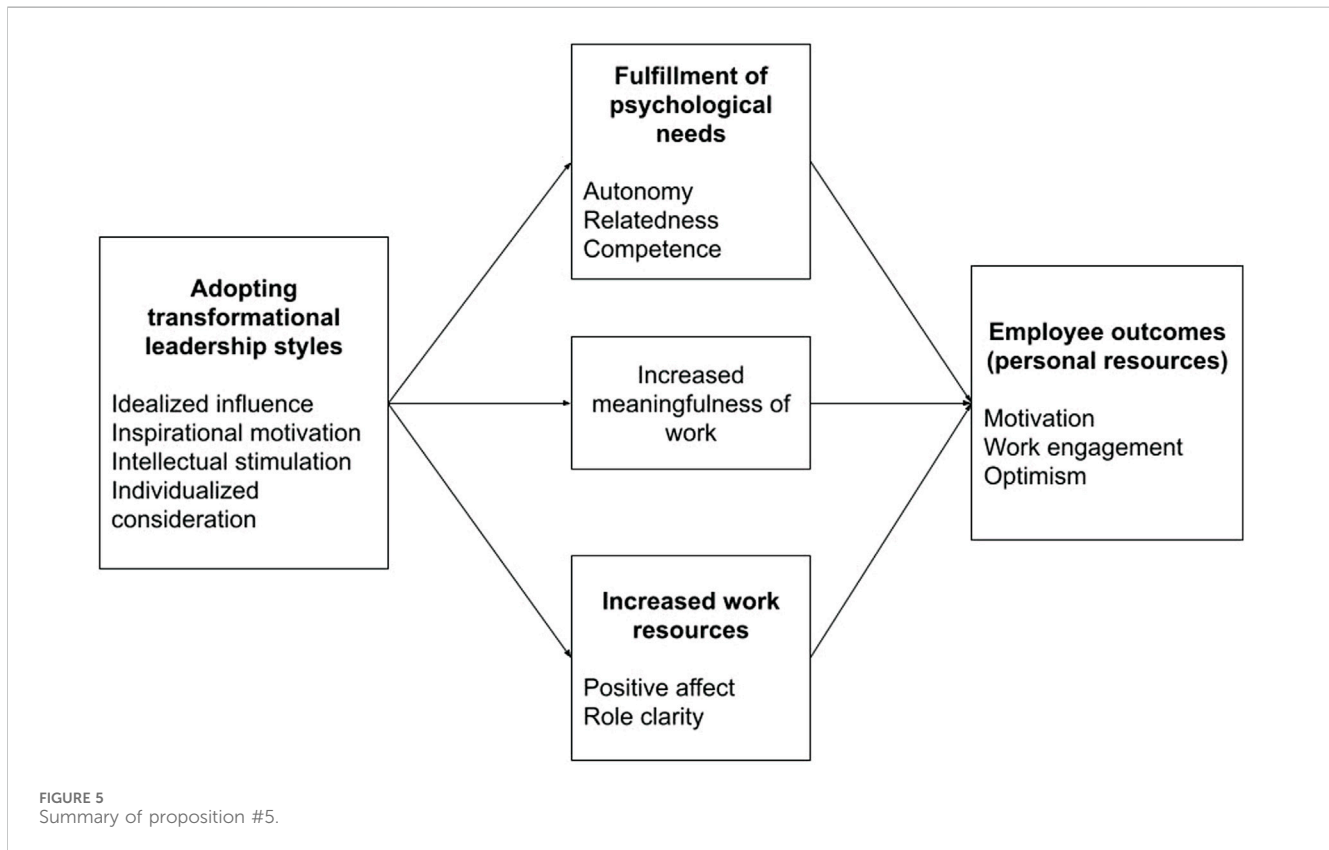 Adopting
transformational
leadership styles
Idealized influence
Inspirational motivation
Intellectual stimulation
Individualized
consideration
Fulfillment of
psychological
needs
Autonomy
Relatedness
Competence
Increased
meaningfulness of
work
Increased work
resources
Positive affect
Role clarity
Employee outcomes
(personal resources)
Motivation
Work engagement
Optimism
FIGURE 5
Summary of proposition #5.